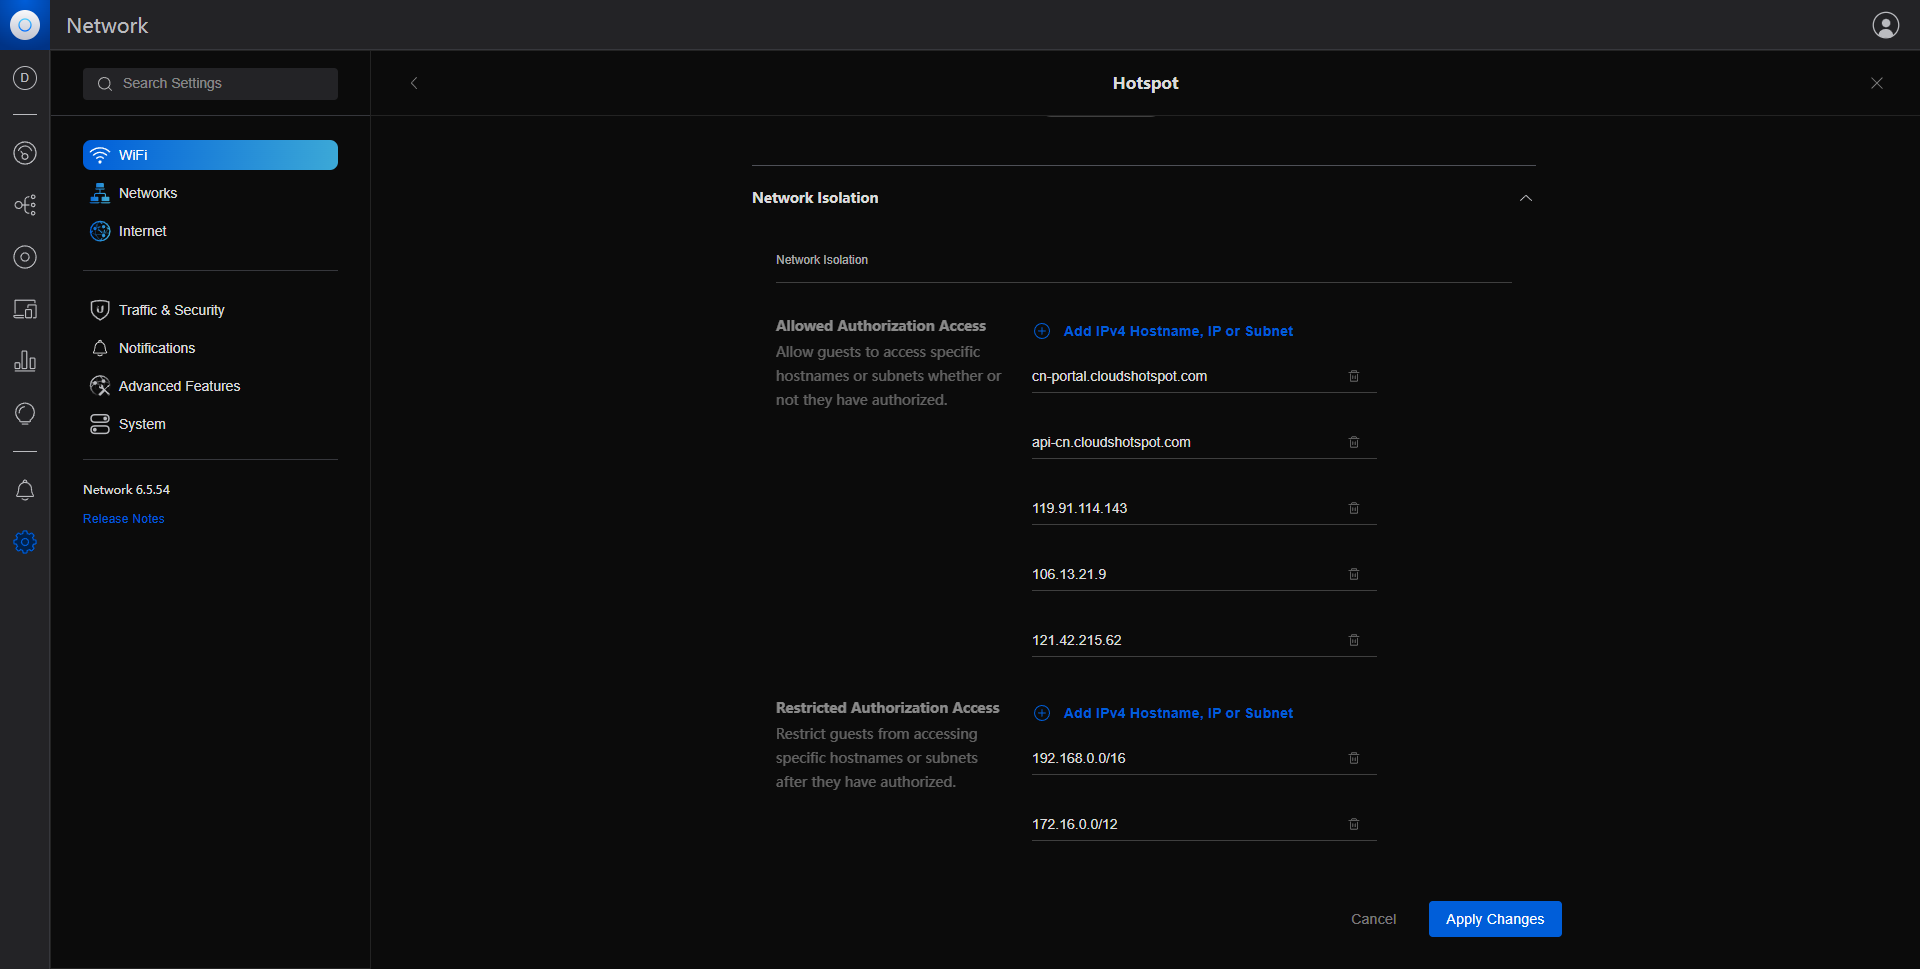 Network
D
Search Settings
Hotspot
WiFi
Networks
Internet
Traffic & Security
Notifications
Advanced Features
System
Network 6.5.54
Release Notes
Network Isolation
Network Isolation
Allowed Authorization Access
Allow guests to access specific
hostnames or subnets whether or
not they have authorized.
Add IPv4 Hostname, IP or Subnet
cn-portal.cloudshotspot.com
api-cn.cloudshotspot.com
119.91.114.143
106.13.21.9
121.42.215.62
Restricted Authorization Access
Restrict guests from accessing
specific hostnames or subnets
after they have authorized.
Add IPv4 Hostname, IP or Subnet
192.168.0.0/16
172.16.0.0/12
Cancel
Apply Changes